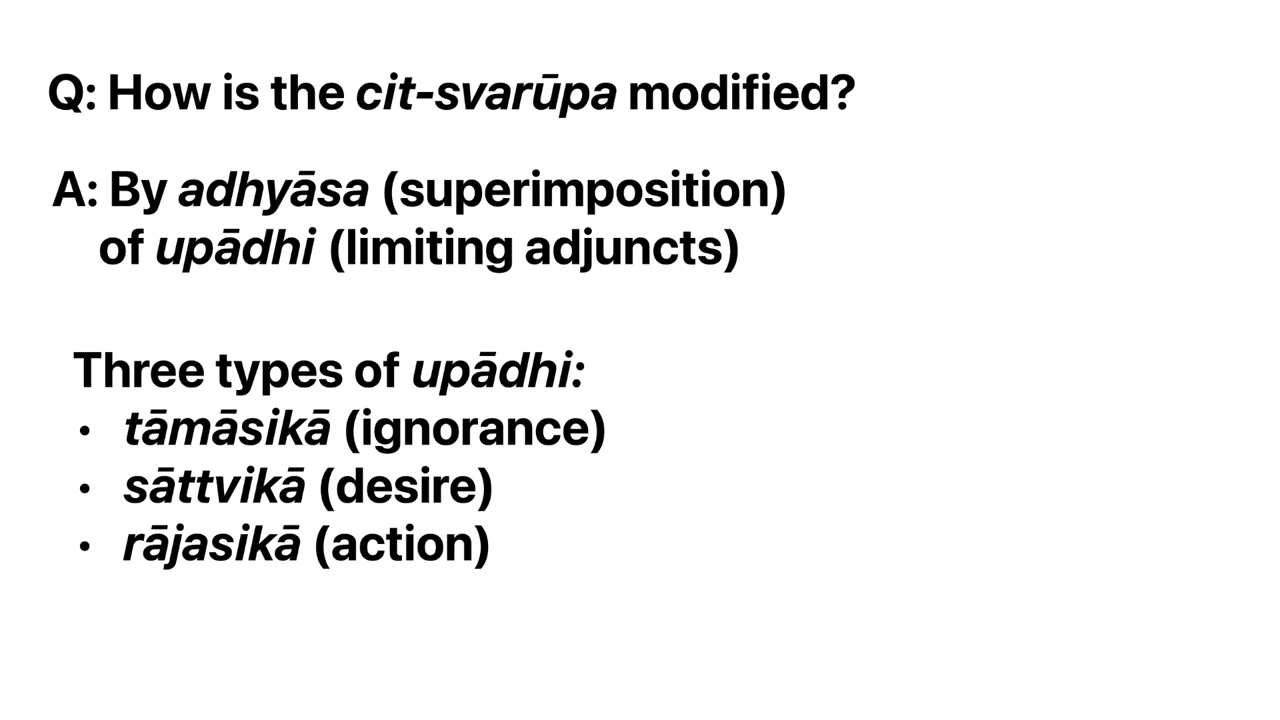 Q: How is the cit-svarūpa modified?
A: By adhyāsa (superimposition)
of upādhi (limiting adjuncts)
Three types of upādhi:
• tāmāsikā (ignorance)
• sāttvikā (desire)
• rājasikā (action)